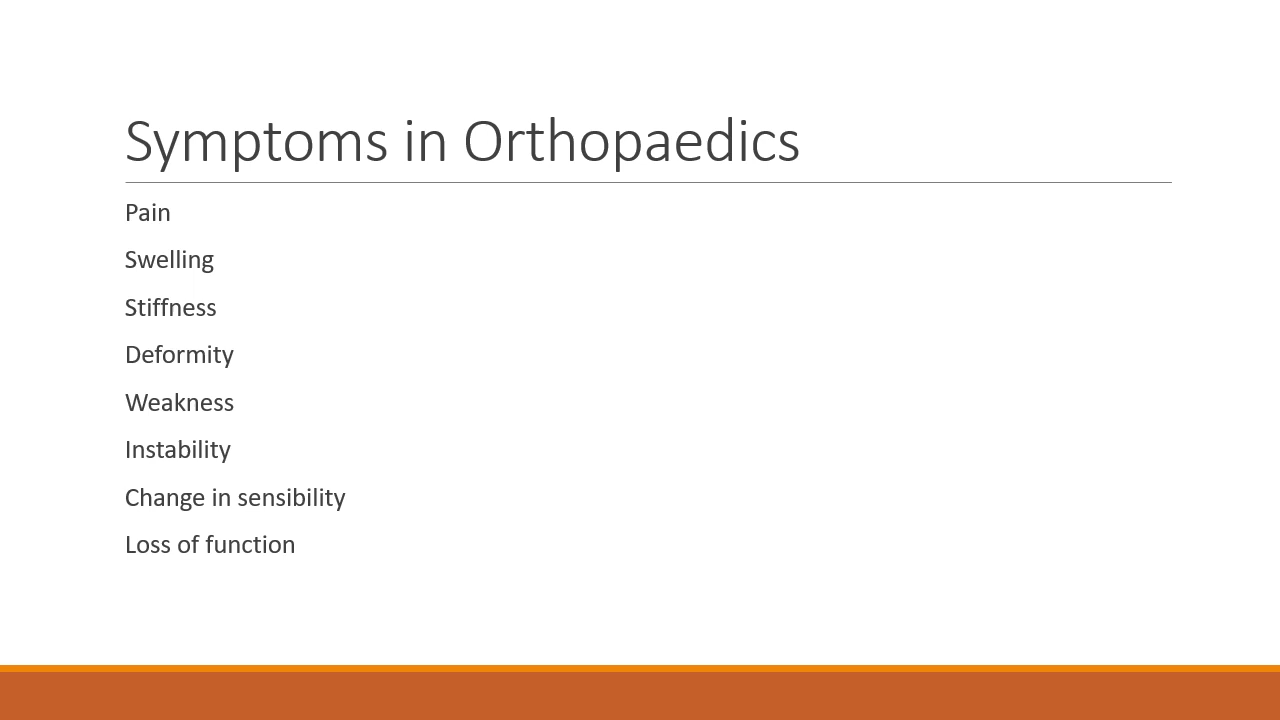 Symptoms in Orthopaedics
Pain
Swelling
Stiffness
Deformity
Weakness
Instability
Change in sensibility
Loss of function